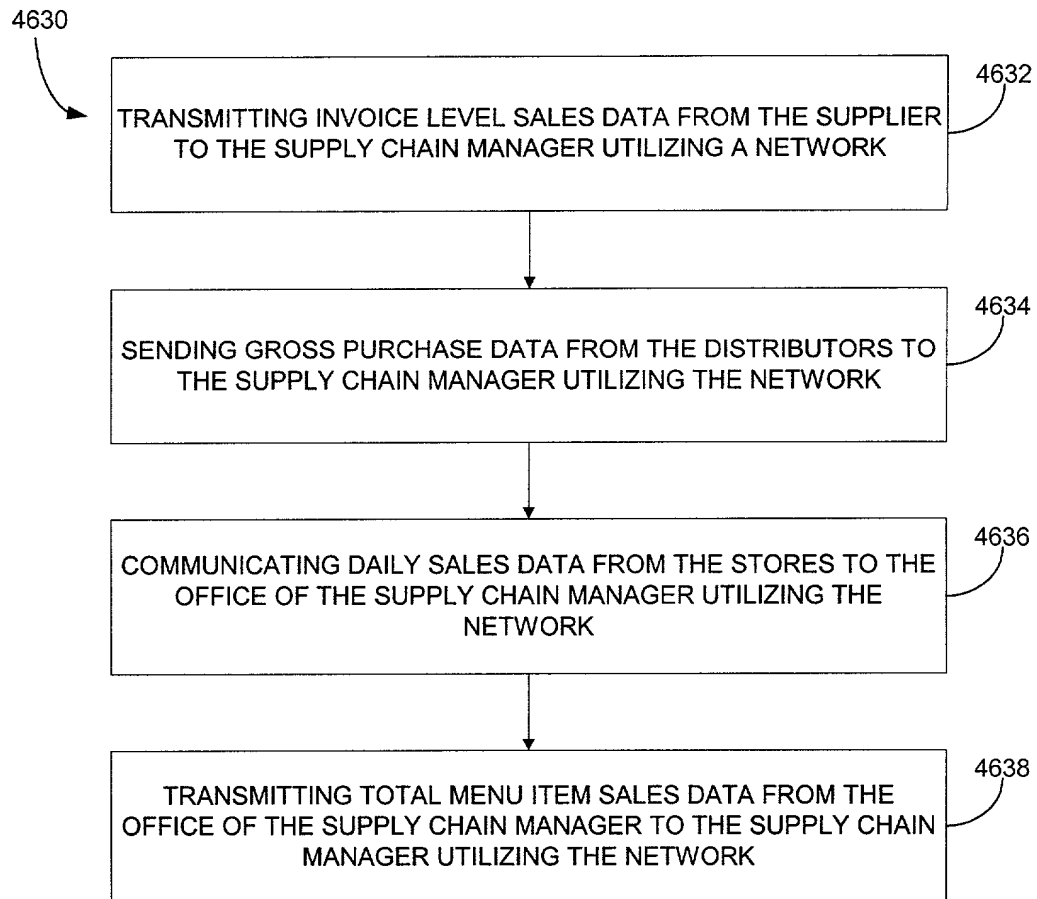 4630
4632
TRANSMITTING INVOICE LEVEL SALES DATA FROM THE SUPPLIER
TO THE SUPPLY CHAIN MANAGER UTILIZING A NETWORK
4634
SENDING GROSS PURCHASE DATA FROM THE DISTRIBUTORS TO
THE SUPPLY CHAIN MANAGER UTILIZING THE NETWORK
4636
COMMUNICATING DAILY SALES DATA FROM THE STORES TO THE
OFFICE OF THE SUPPLY CHAIN MANAGER UTILIZING THE
NETWORK
4638
TRANSMITTING TOTAL MENU ITEM SALES DATA FROM THE
OFFICE OF THE SUPPLY CHAIN MANAGER TO THE SUPPLY CHAIN
MANAGER UTILIZING THE NETWORK